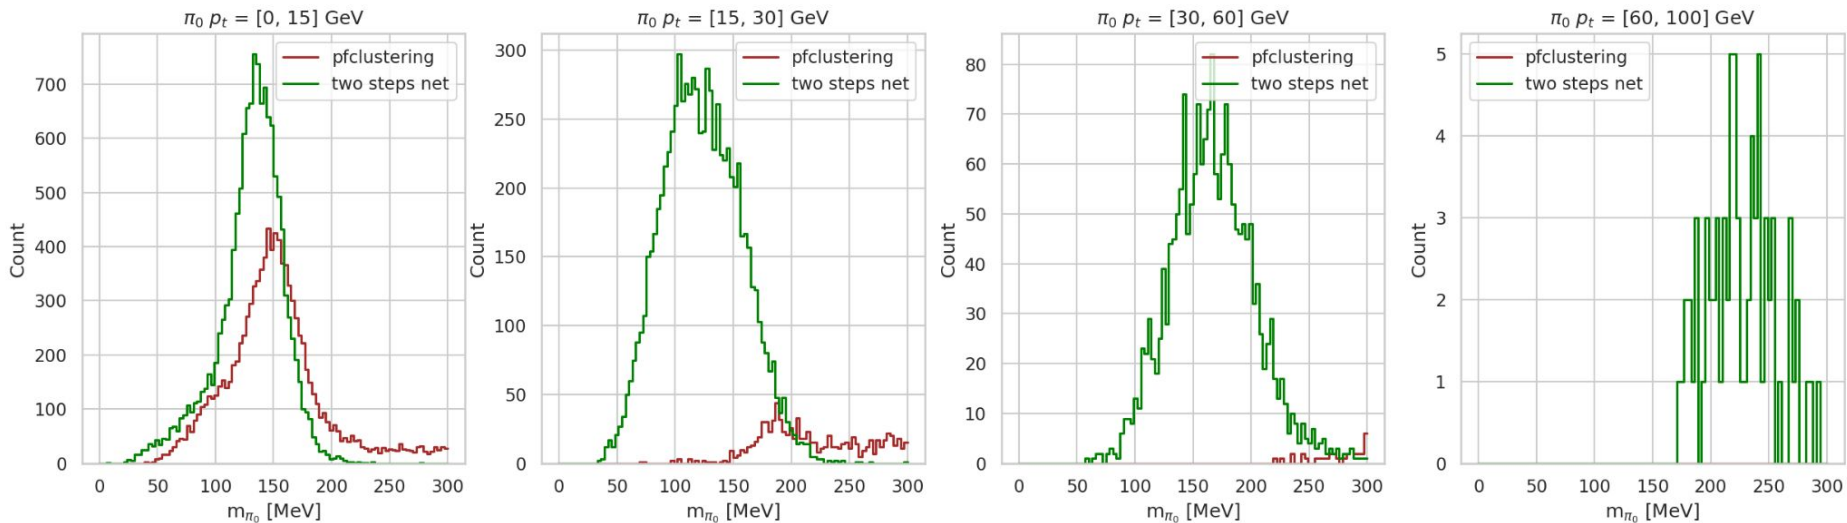 π₀ pₜ = [0, 15] GeV
pfclustering
two steps net
Count
700
600
500
400
300
200
100
0
0 50 100 150 200 250 300
m_π₀ [MeV]
π₀ pₜ = [15, 30] GeV
pfclustering
two steps net
Count
300
250
200
150
100
50
0
0 50 100 150 200 250 300
m_π₀ [MeV]
π₀ pₜ = [30, 60] GeV
pfclustering
two steps net
Count
80
70
60
50
40
30
20
10
0
0 50 100 150 200 250 300
m_π₀ [MeV]
π₀ pₜ = [60, 100] GeV
pfclustering
two steps net
Count
5
4
3
2
1
0
0 50 100 150 200 250 300
m_π₀ [MeV]